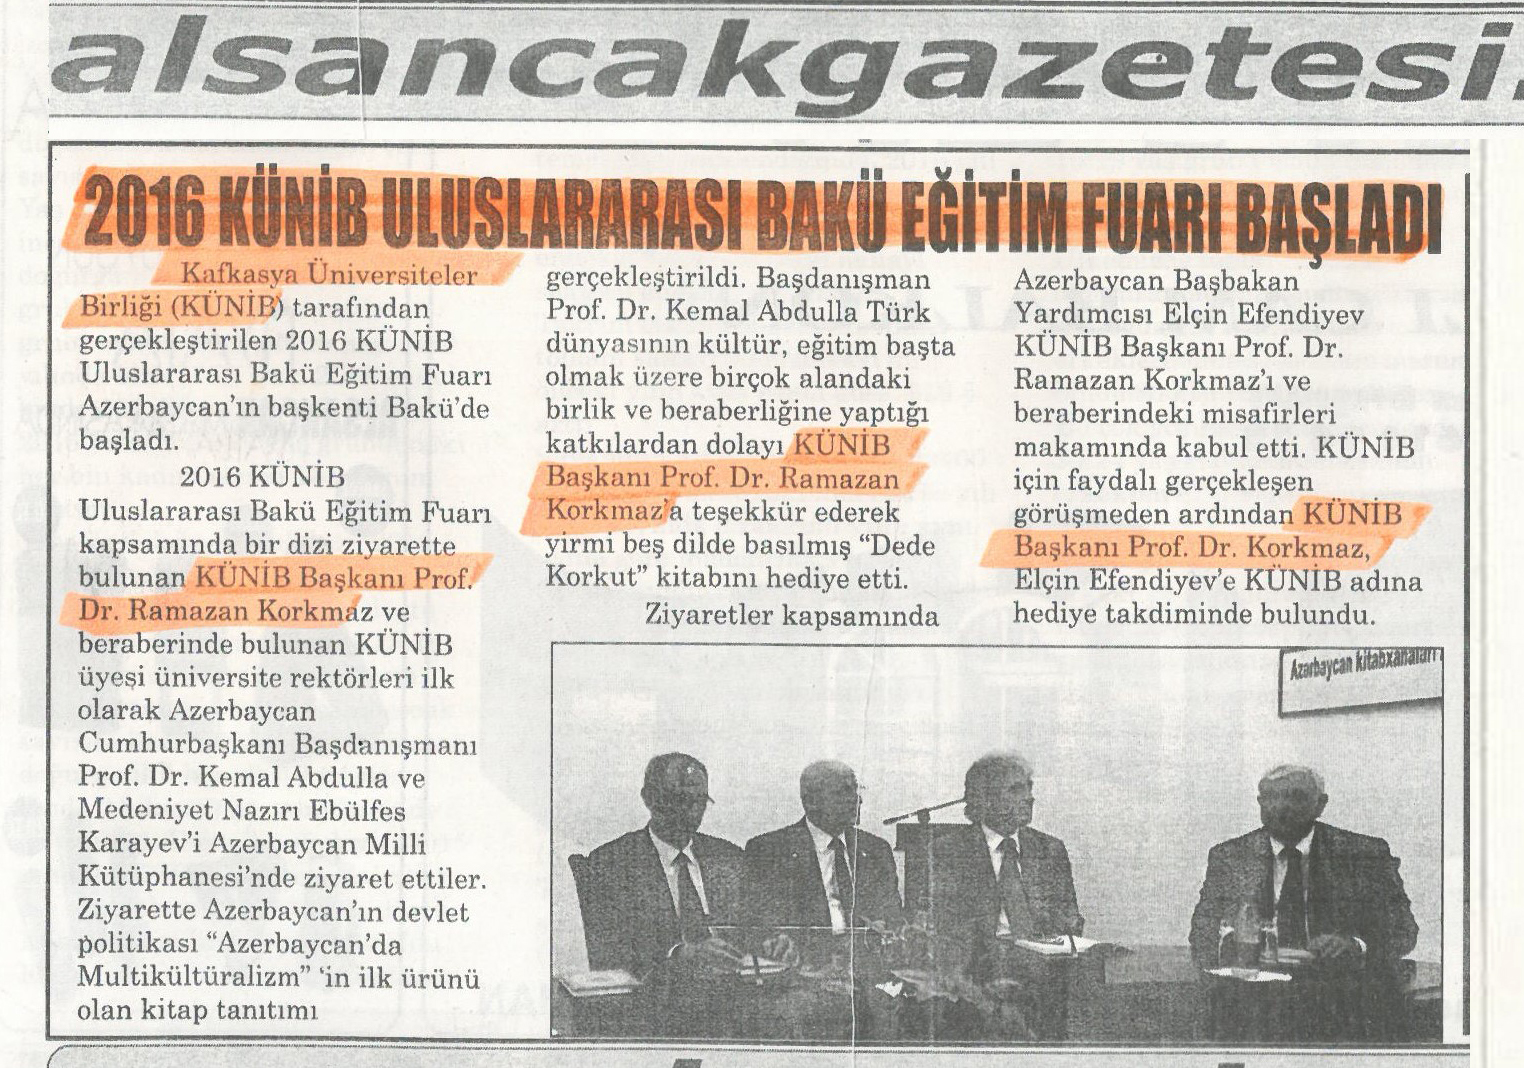 alsancakgazetesi.
2016 KÜNİB ULUSLARARASI BAKÜ EĞİTİM FUARI BAŞLADI
Kafkasya Üniversiteler
Birliği (KÜNİB) tarafından
gerçekleştirilen 2016 KÜNİB
Uluslararası Bakü Eğitim Fuarı
Azerbaycan'ın başkenti Bakü'de
başladı.
2016 KÜNİB
Uluslararası Bakü Eğitim Fuarı
kapsamında bir dizi ziyarette
bulunan KÜNİB Başkanı Prof.
Dr. Ramazan Korkmaz ve
beraberinde bulunan KÜNİB
üyesi üniversite rektörleri ilk
olarak Azerbaycan
Cumhurbaşkanı Başdanışmanı
Prof. Dr. Kemal Abdulla ve
Medeniyet Nazırı Ebülfes
Karayev'i Azerbaycan Milli
Kütüphanesi'nde ziyaret ettiler.
Ziyarette Azerbaycan'ın devlet
politikası “Azerbaycan'da
Multikültüralizm” ‘in ilk ürünü
olan kitap tanıtımı
gerçekleştirildi. Başdanışman
Prof. Dr. Kemal Abdulla Türk
dünyasının kültür, eğitim başta
olmak üzere birçok alandaki
birlik ve beraberliğine yaptığı
katkılardan dolayı KÜNİB
Başkanı Prof. Dr. Ramazan
Korkmaz'a teşekkür ederek
yirmi beş dilde basılmış “Dede
Korkut” kitabını hediye etti.
Ziyaretler kapsamında
Azerbaycan Başbakan
Yardımcısı Elçin Efendiyev
KÜNİB Başkanı Prof. Dr.
Ramazan Korkmaz'ı ve
beraberindeki misafirleri
makamında kabul etti. KÜNİB
için faydalı gerçekleşen
görüşmeden ardından KÜNİB
Başkanı Prof. Dr. Korkmaz,
Elçin Efendiyev'e KÜNİB adına
hediye takdiminde bulundu.
Azərbaycan kitabxanaları